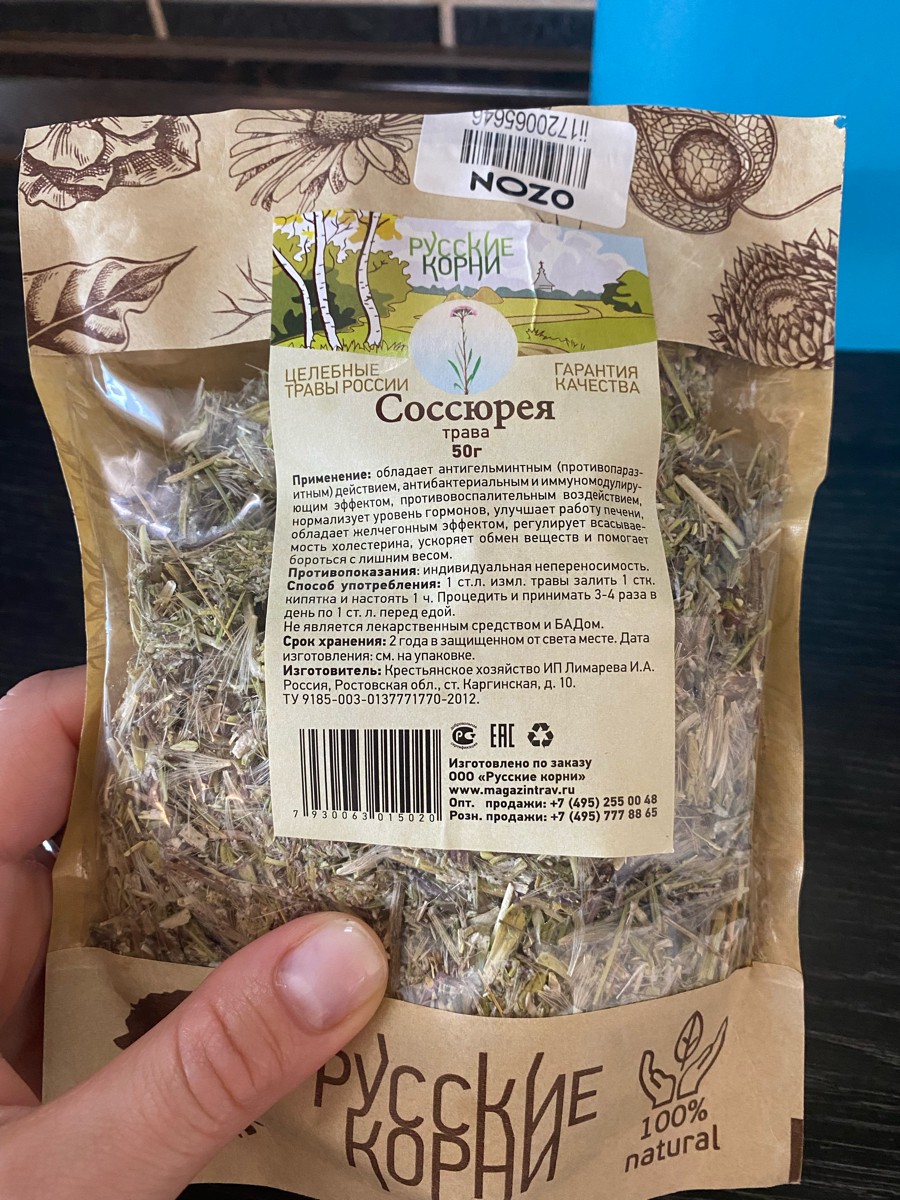 ii1720065646
OZON
РУССКИЕ
КОРНИ
ЦЕЛЕБНЫЕ
ТРАВЫ РОССИИ
ГАРАНТИЯ
КАЧЕСТВА
Соссюрея
трава
50г
Применение: обладает антигельминтным (противопараз-
итным) действием, антибактериальным и иммуномодулиру-
ющим эффектом, противовоспалительным воздействием,
нормализует уровень гормонов, улучшает работу печени,
обладает желчегонным эффектом, регулирует всасывае-
мость холестерина, ускоряет обмен веществ и помогает
бороться с лишним весом.
Противопоказания: индивидуальная непереносимость.
Способ употребления: 1 ст.л. измл. травы залить 1 стк.
кипятка и настоять 1 ч. Процедить и принимать 3-4 раза в
день по 1 ст. л. перед едой.
Не является лекарственным средством и БАДом.
Срок хранения: 2 года в защищенном от света месте. Дата
изготовления: см. на упаковке.
Изготовитель: Крестьянское хозяйство ИП Лимарева И.А.
Россия, Ростовская обл., ст. Каргинская, д. 10.
ТУ 9185-003-0137771770-2012.
EAC
7 930063 015020
Изготовлено по заказу
ООО «Русские корни»
www.magazintrav.ru
Опт. продажи: +7 (495) 255 00 48
Розн. продажи: +7 (495) 777 88 65
РУССКИЕ
КОРНИ
100%
natural